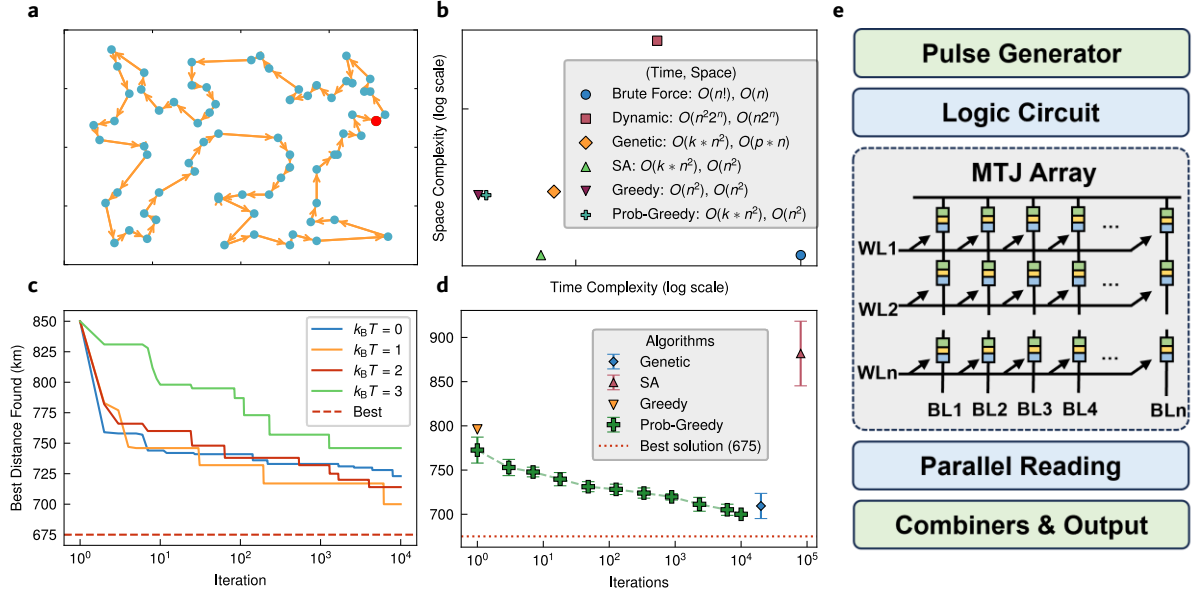 a
b
Space Complexity (log scale)
Time Complexity (log scale)
(Time, Space)
Brute Force: O(n!), O(n)
Dynamic: O(n²2ⁿ), O(n2ⁿ)
Genetic: O(k * n²), O(p * n)
SA: O(k * n²), O(n²)
Greedy: O(n²), O(n²)
Prob-Greedy: O(k * n²), O(n²)
c
Best Distance Found (km)
850
825
800
775
750
725
700
675
10⁰ 10¹ 10² 10³ 10⁴
Iteration
k_BT = 0
k_BT = 1
k_BT = 2
k_BT = 3
Best
d
900
850
800
750
700
10⁰ 10¹ 10² 10³ 10⁴ 10⁵
Iterations
Algorithms
Genetic
SA
Greedy
Prob-Greedy
Best solution (675)
e
Pulse Generator
Logic Circuit
MTJ Array
...
WL1
...
WL2
...
WLn
BL1 BL2 BL3 BL4 BLn
Parallel Reading
Combiners & Output